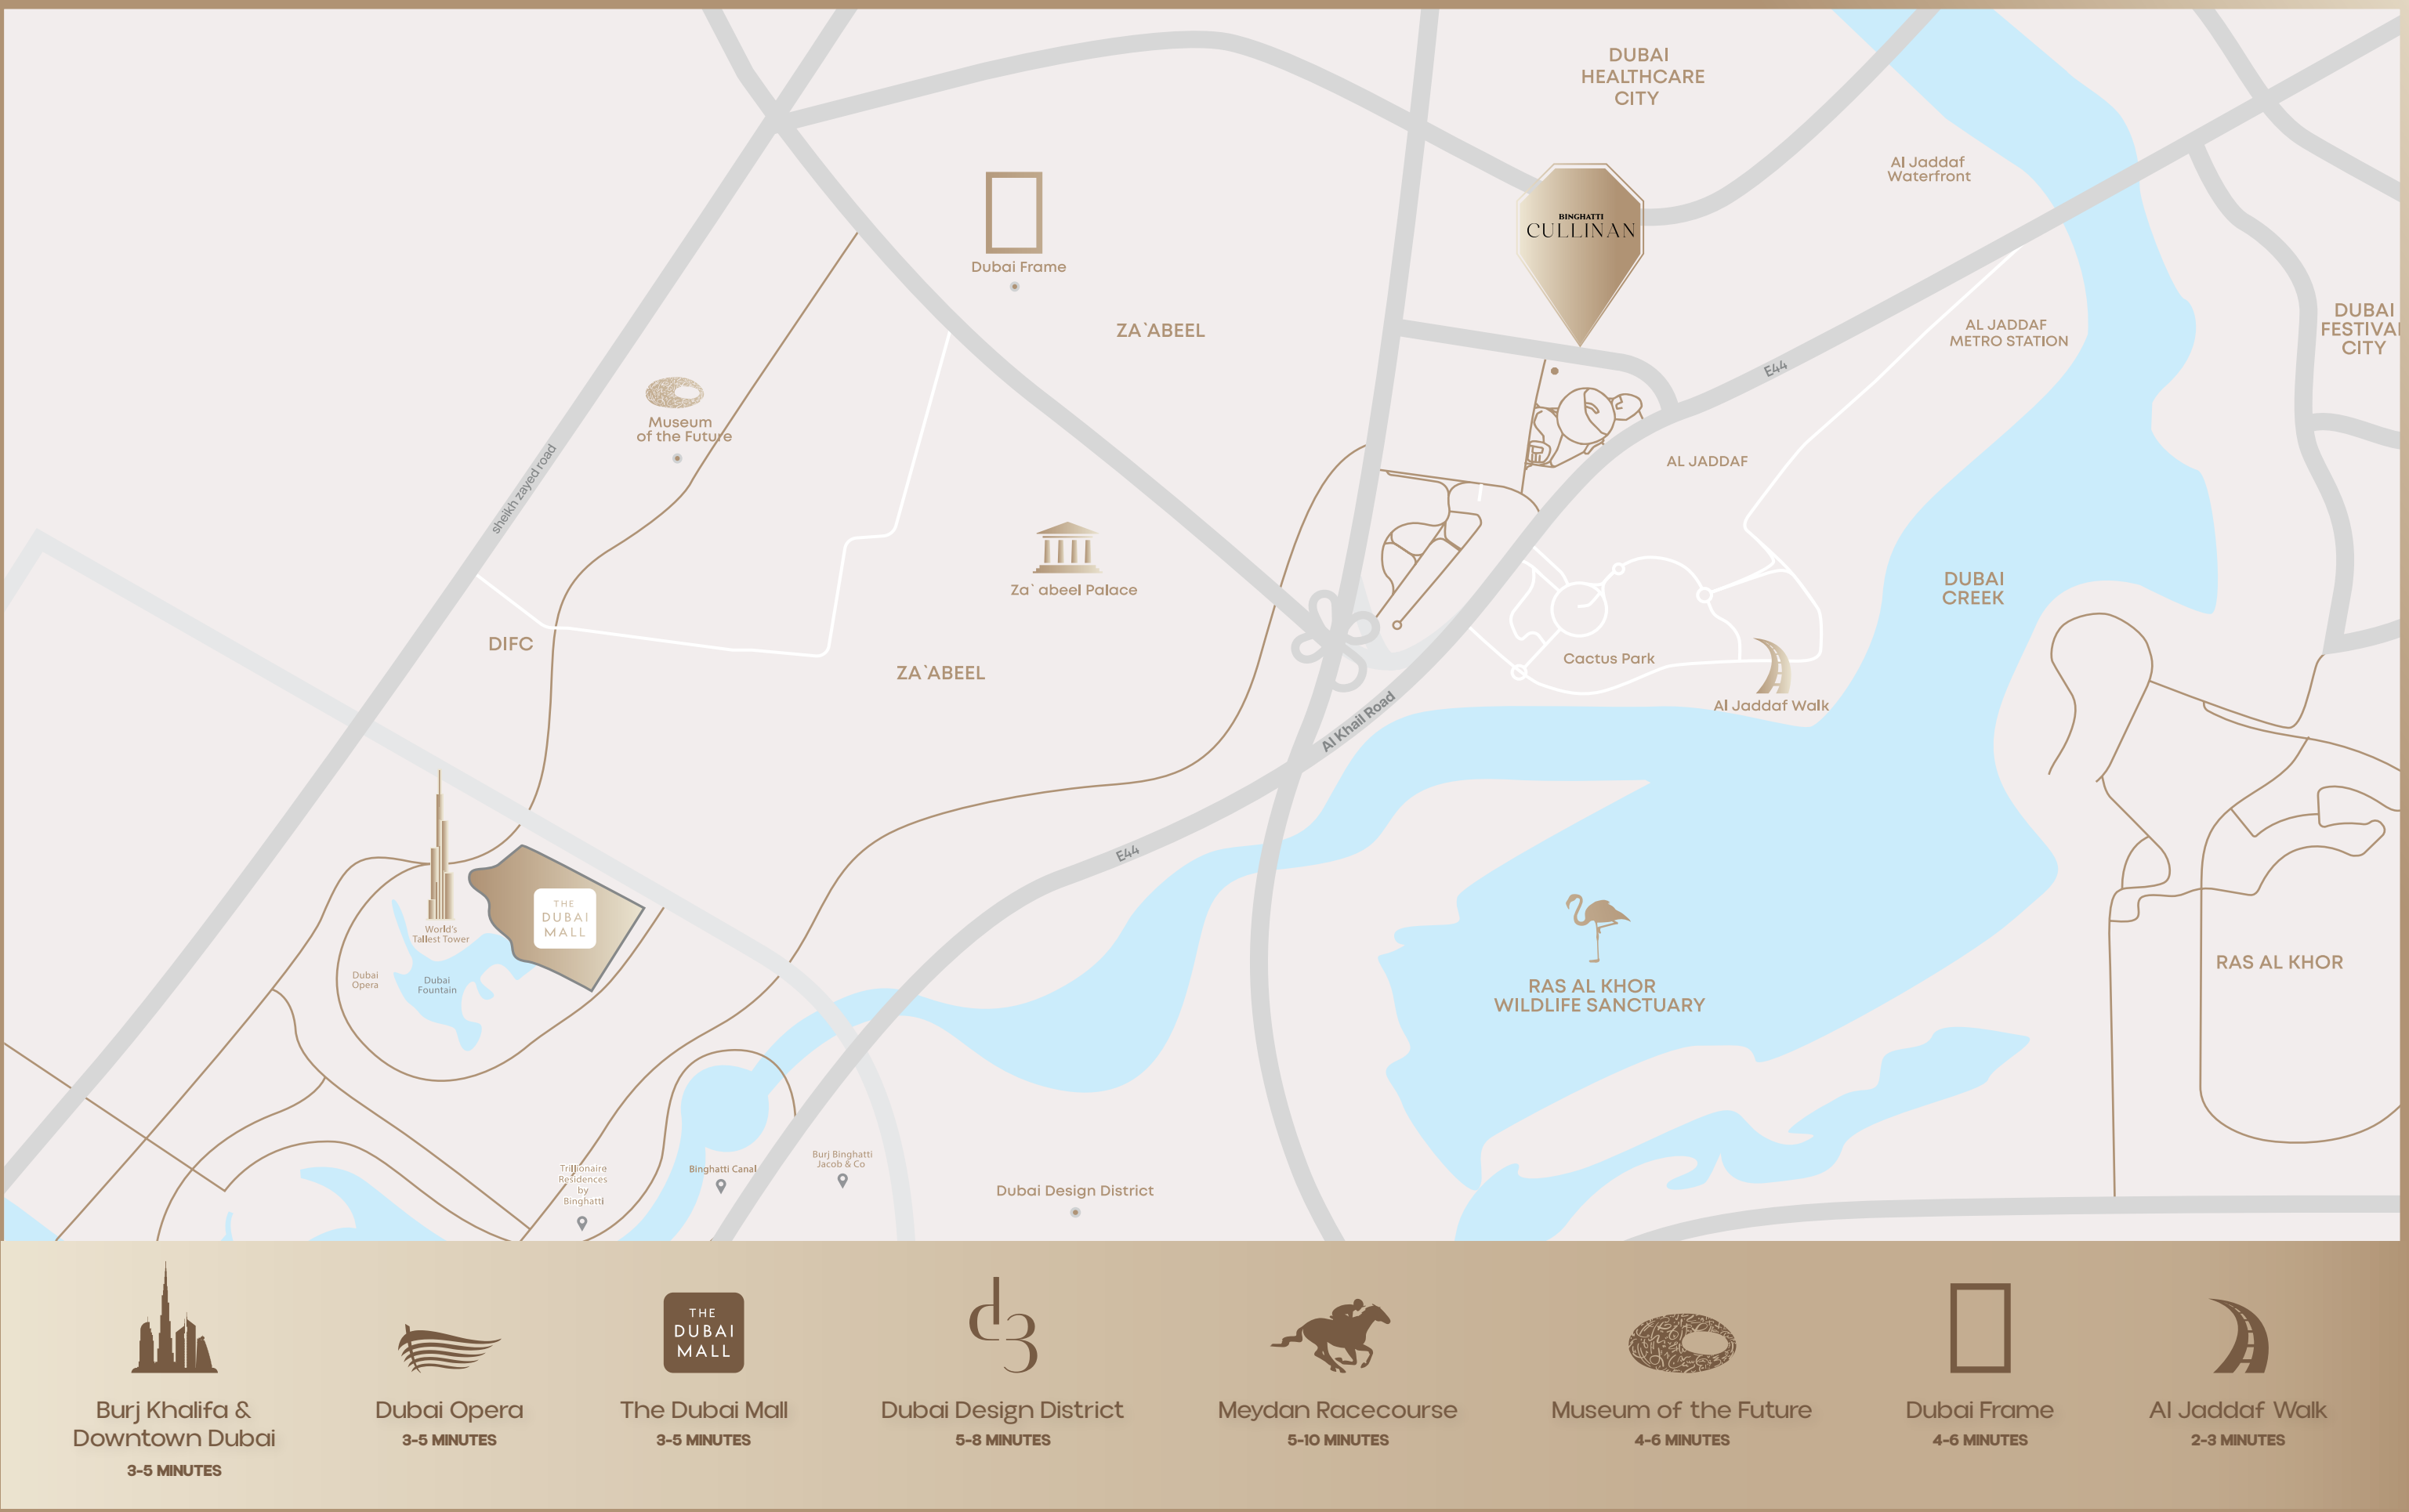 DUBAI
HEALTHCARE
CITY
Al Jaddaf
Waterfront
BINGHATTI
CULLINAN
Dubai Frame
ZA`ABEEL
AL JADDAF
METRO STATION
DUBAI
FESTIVAL
CITY
E44
Museum
of the Future
sheikh zayed road
AL JADDAF
Za` abeel Palace
DUBAI
CREEK
DIFC
ZA`ABEEL
Cactus Park
Al Jaddaf Walk
Al Khail Road
E44
THE
DUBAI
MALL
World's
Tallest Tower
Dubai
Opera
Dubai
Fountain
RAS AL KHOR
WILDLIFE SANCTUARY
RAS AL KHOR
Trillionaire
Residences
by
Binghatti
Binghatti Canal
Burj Binghatti
Jacob & Co
Dubai Design District
THE
DUBAI
MALL
d3
Burj Khalifa &
Downtown Dubai
3-5 MINUTES
Dubai Opera
3-5 MINUTES
The Dubai Mall
3-5 MINUTES
Dubai Design District
5-8 MINUTES
Meydan Racecourse
5-10 MINUTES
Museum of the Future
4-6 MINUTES
Dubai Frame
4-6 MINUTES
Al Jaddaf Walk
2-3 MINUTES